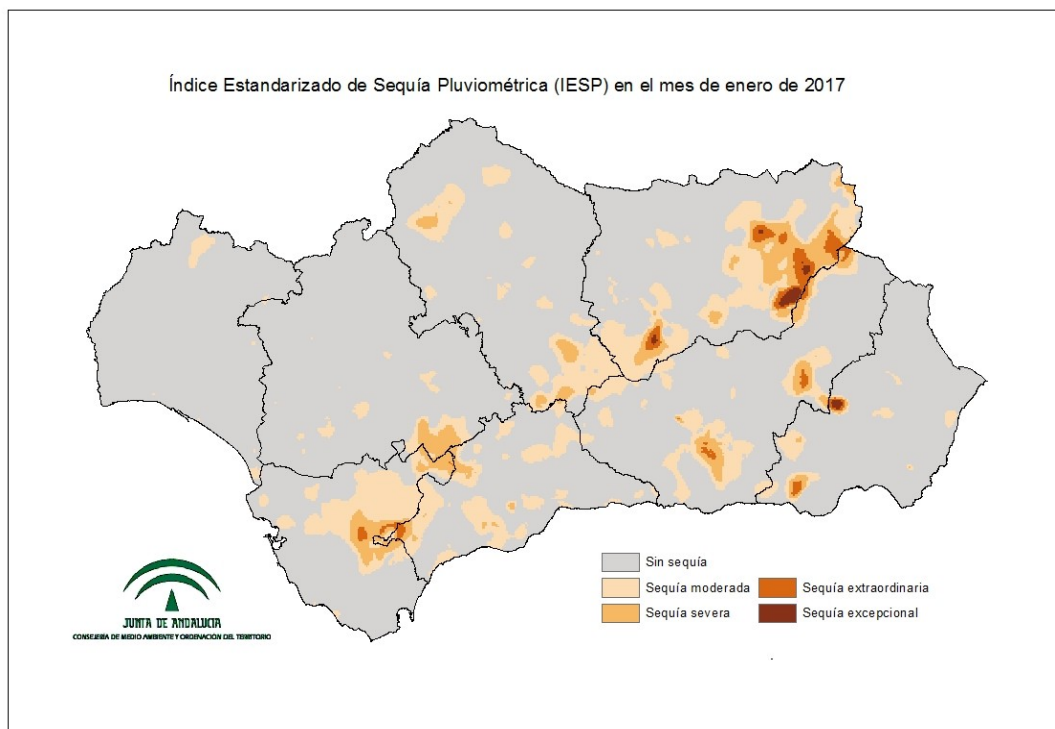 Índice Estandarizado de Sequía Pluviométrica (IESP) en el mes de enero de 2017
Sin sequía
Sequía moderada
Sequía severa
Sequía extraordinaria
Sequía excepcional
JUNTA DE ANDALUCIA
CONSEJERÍA DE MEDIO AMBIENTE Y ORDENACIÓN DEL TERRITORIO